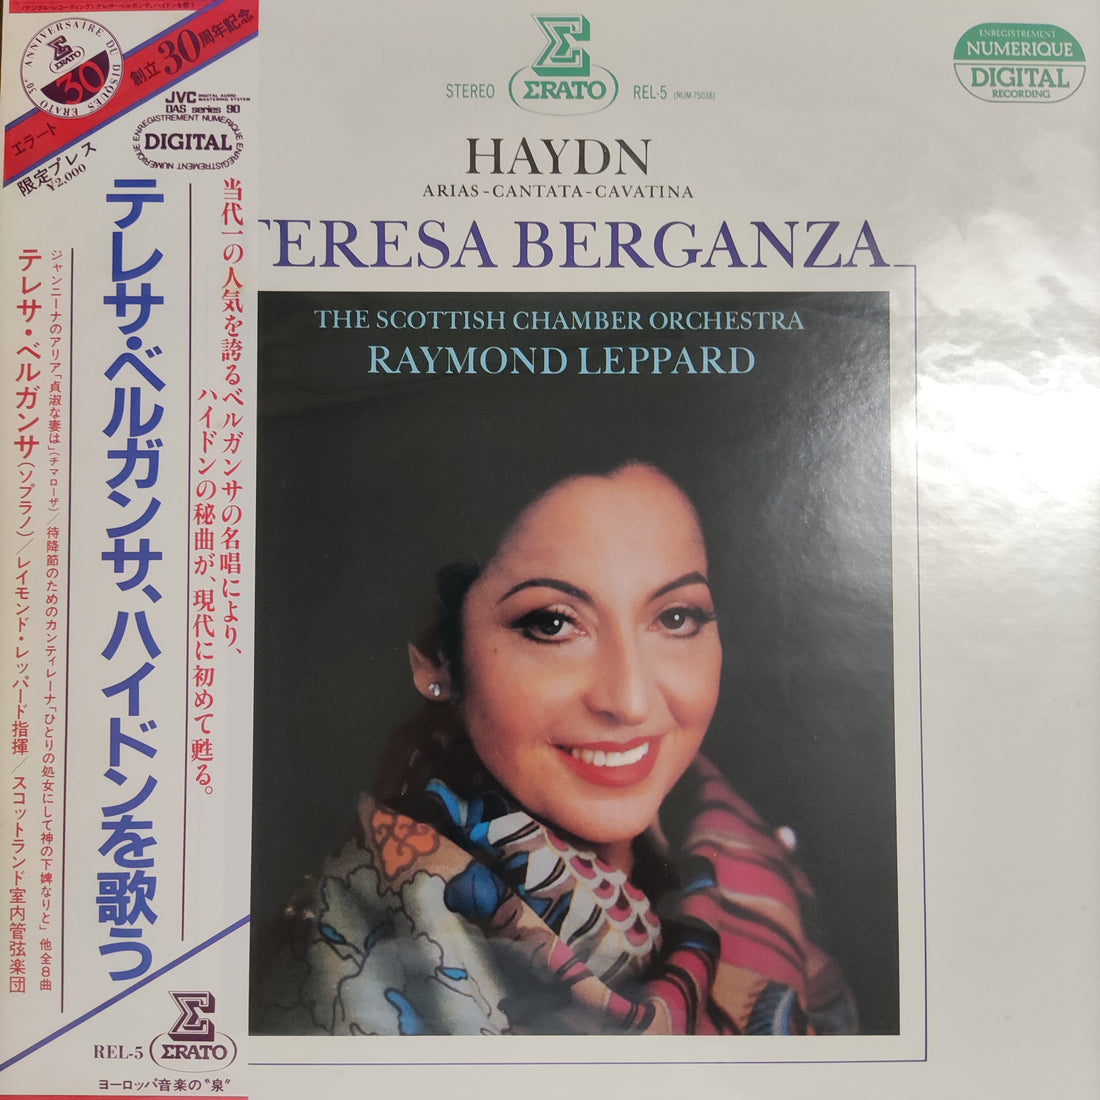 〈デジタル・レコーディング〉テレサ・ベルガンサ、ハイドンを歌う
30e ANNIVERSAIRE DU DISQUES ERATO
ERATO
30
創立30周年記念
エラート
限定プレス
¥2,000
JVC DIGITAL AUDIO MASTERING SYSTEM
DAS series 90
ENREGISTREMENT NUMERIQUE
DIGITAL
ENREGISTREMENT NUMERIQUE
当代一の人気を誇るベルガンサの名唱により、
ハイドンの秘曲が、現代に初めて甦る。
テレサ・ベルガンサ、ハイドンを歌う
ジャンニーナのアリア「貞淑な妻は」(チマローザ)／待降節のためのカンティレーナ「ひとりの処女にして神の下婢なりと」他全8曲
テレサ・ベルガンサ(ソプラノ)／レイモンド・レッパード指揮／スコットランド室内管弦楽団
REL-5
ERATO
ヨーロッパ音楽の“泉”
STEREO
ERATO
REL-5 (NUM-75038)
ENREGISTREMENT
NUMERIQUE
DIGITAL
RECORDING
HAYDN
ARIAS-CANTATA-CAVATINA
TERESA BERGANZA
THE SCOTTISH CHAMBER ORCHESTRA
RAYMOND LEPPARD